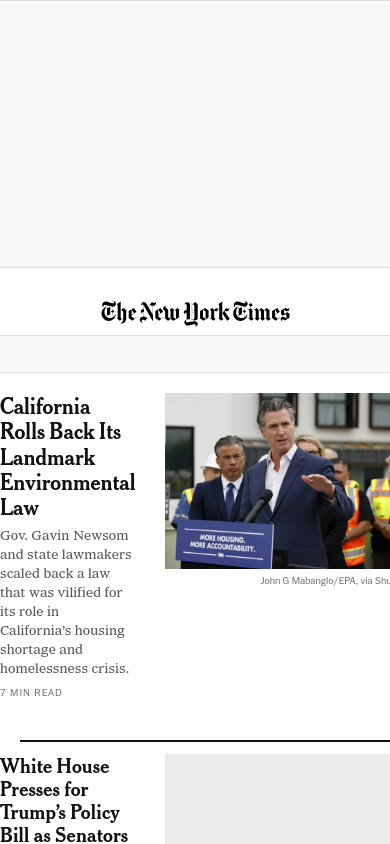 The New York Times
California
Rolls Back Its
Landmark
Environmental
Law
Gov. Gavin Newsom
and state lawmakers
scaled back a law
that was vilified for
its role in
California's housing
shortage and
homelessness crisis.
7 MIN READ
MORE HOUSING.
MORE ACCOUNTABILITY.
John G Mabanglo/EPA, via Shu
White House
Presses for
Trump's Policy
Bill as Senators